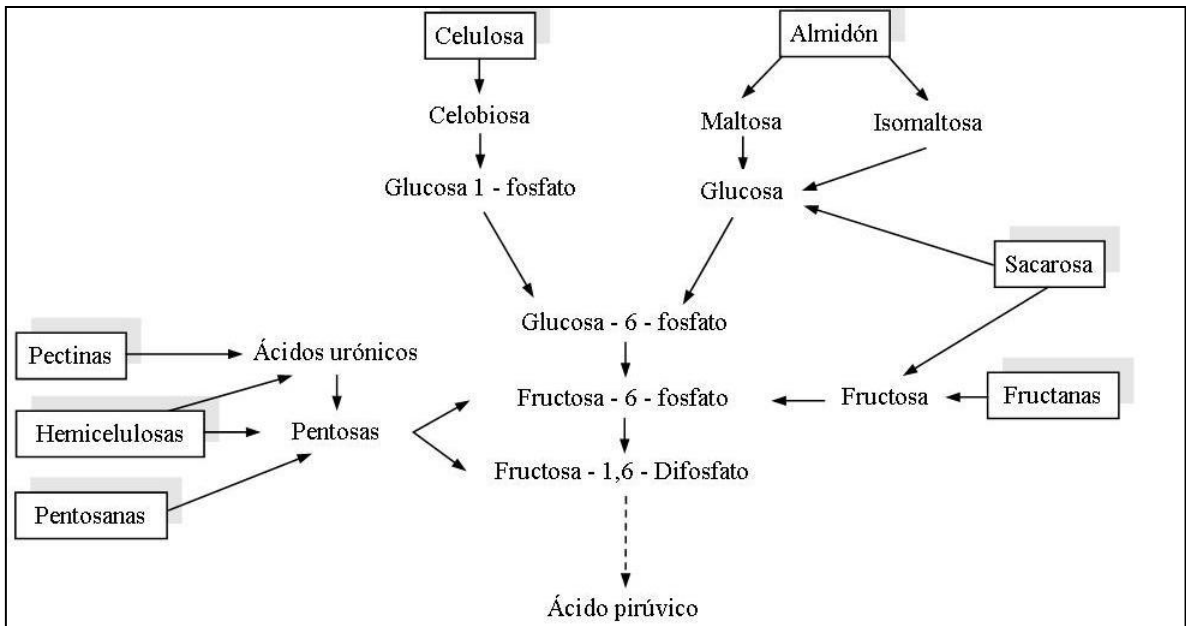 Celulosa
Almidón
Celobiosa
Maltosa
Isomaltosa
Glucosa 1 - fosfato
Glucosa
Sacarosa
Glucosa - 6 - fosfato
Pectinas
Ácidos urónicos
Fructosa - 6 - fosfato
Fructosa
Fructanas
Hemicelulosas
Pentosas
Fructosa - 1,6 - Difosfato
Pentosanas
Ácido pirúvico